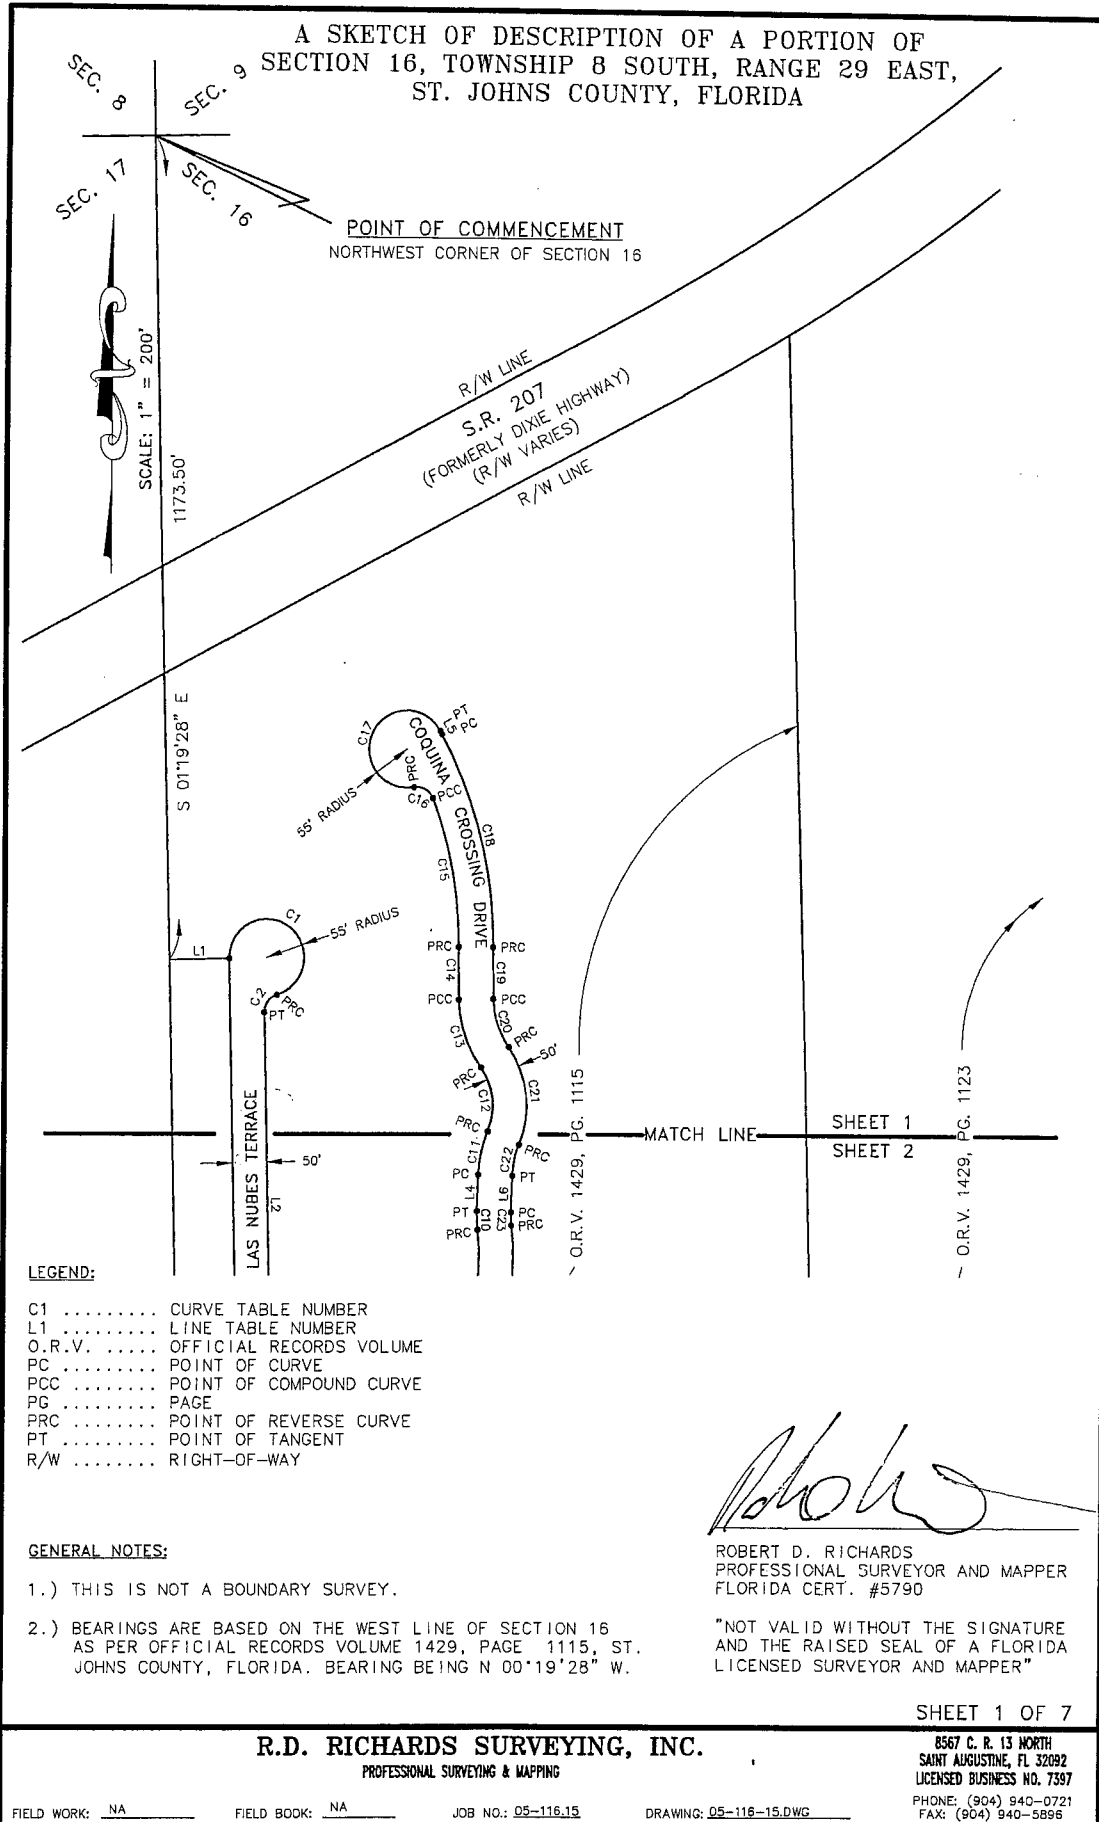 A SKETCH OF DESCRIPTION OF A PORTION OF
SECTION 16, TOWNSHIP 8 SOUTH, RANGE 29 EAST,
ST. JOHNS COUNTY, FLORIDA
SEC. 8
SEC. 9
SEC. 17
SEC. 16
POINT OF COMMENCEMENT
NORTHWEST CORNER OF SECTION 16
SCALE: 1" = 200'
1173.50'
S 01°19'28" E
R/W LINE
S.R. 207
(FORMERLY DIXIE HIGHWAY)
(R/W VARIES)
R/W LINE
C17
COQUINA CROSSING DRIVE
L5
PT
PC
PRC
C16
PCC
55' RADIUS
C18
C15
C1
55' RADIUS
L1
C2
PRC
PT
PRC
PRC
C14
C19
PCC
PCC
C13
C20
PRC
50'
PRC
C12
C21
PRC
C11
C22
PRC
PC
PT
L4
L6
PT
PC
C10
C23
PRC
PRC
LAS NUBES TERRACE
50'
L2
MATCH LINE
SHEET 1
SHEET 2
O.R.V. 1429, PG. 1115
O.R.V. 1429, PG. 1123
LEGEND:
C1 ......... CURVE TABLE NUMBER
L1 ......... LINE TABLE NUMBER
O.R.V. ..... OFFICIAL RECORDS VOLUME
PC ......... POINT OF CURVE
PCC ........ POINT OF COMPOUND CURVE
PG ......... PAGE
PRC ........ POINT OF REVERSE CURVE
PT ......... POINT OF TANGENT
R/W ........ RIGHT-OF-WAY
GENERAL NOTES:
1.) THIS IS NOT A BOUNDARY SURVEY.
2.) BEARINGS ARE BASED ON THE WEST LINE OF SECTION 16
AS PER OFFICIAL RECORDS VOLUME 1429, PAGE 1115, ST.
JOHNS COUNTY, FLORIDA. BEARING BEING N 00°19'28" W.
ROBERT D. RICHARDS
PROFESSIONAL SURVEYOR AND MAPPER
FLORIDA CERT. #5790
"NOT VALID WITHOUT THE SIGNATURE
AND THE RAISED SEAL OF A FLORIDA
LICENSED SURVEYOR AND MAPPER"
SHEET 1 OF 7
R.D. RICHARDS SURVEYING, INC.
PROFESSIONAL SURVEYING & MAPPING
8567 C. R. 13 NORTH
SAINT AUGUSTINE, FL 32092
LICENSED BUSINESS NO. 7397
PHONE: (904) 940-0721
FAX: (904) 940-5896
FIELD WORK: NA FIELD BOOK: NA JOB NO.: 05-116.15 DRAWING: 05-116-15.DWG